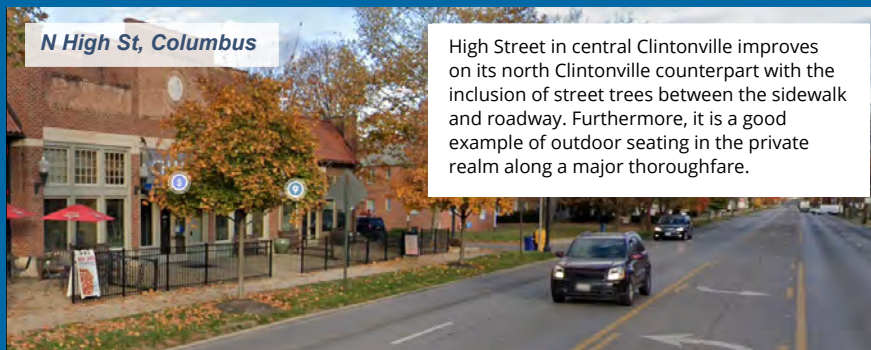 N High St, Columbus
High Street in central Clintonville improves
on its north Clintonville counterpart with the
inclusion of street trees between the sidewalk
and roadway. Furthermore, it is a good
example of outdoor seating in the private
realm along a major thoroughfare.